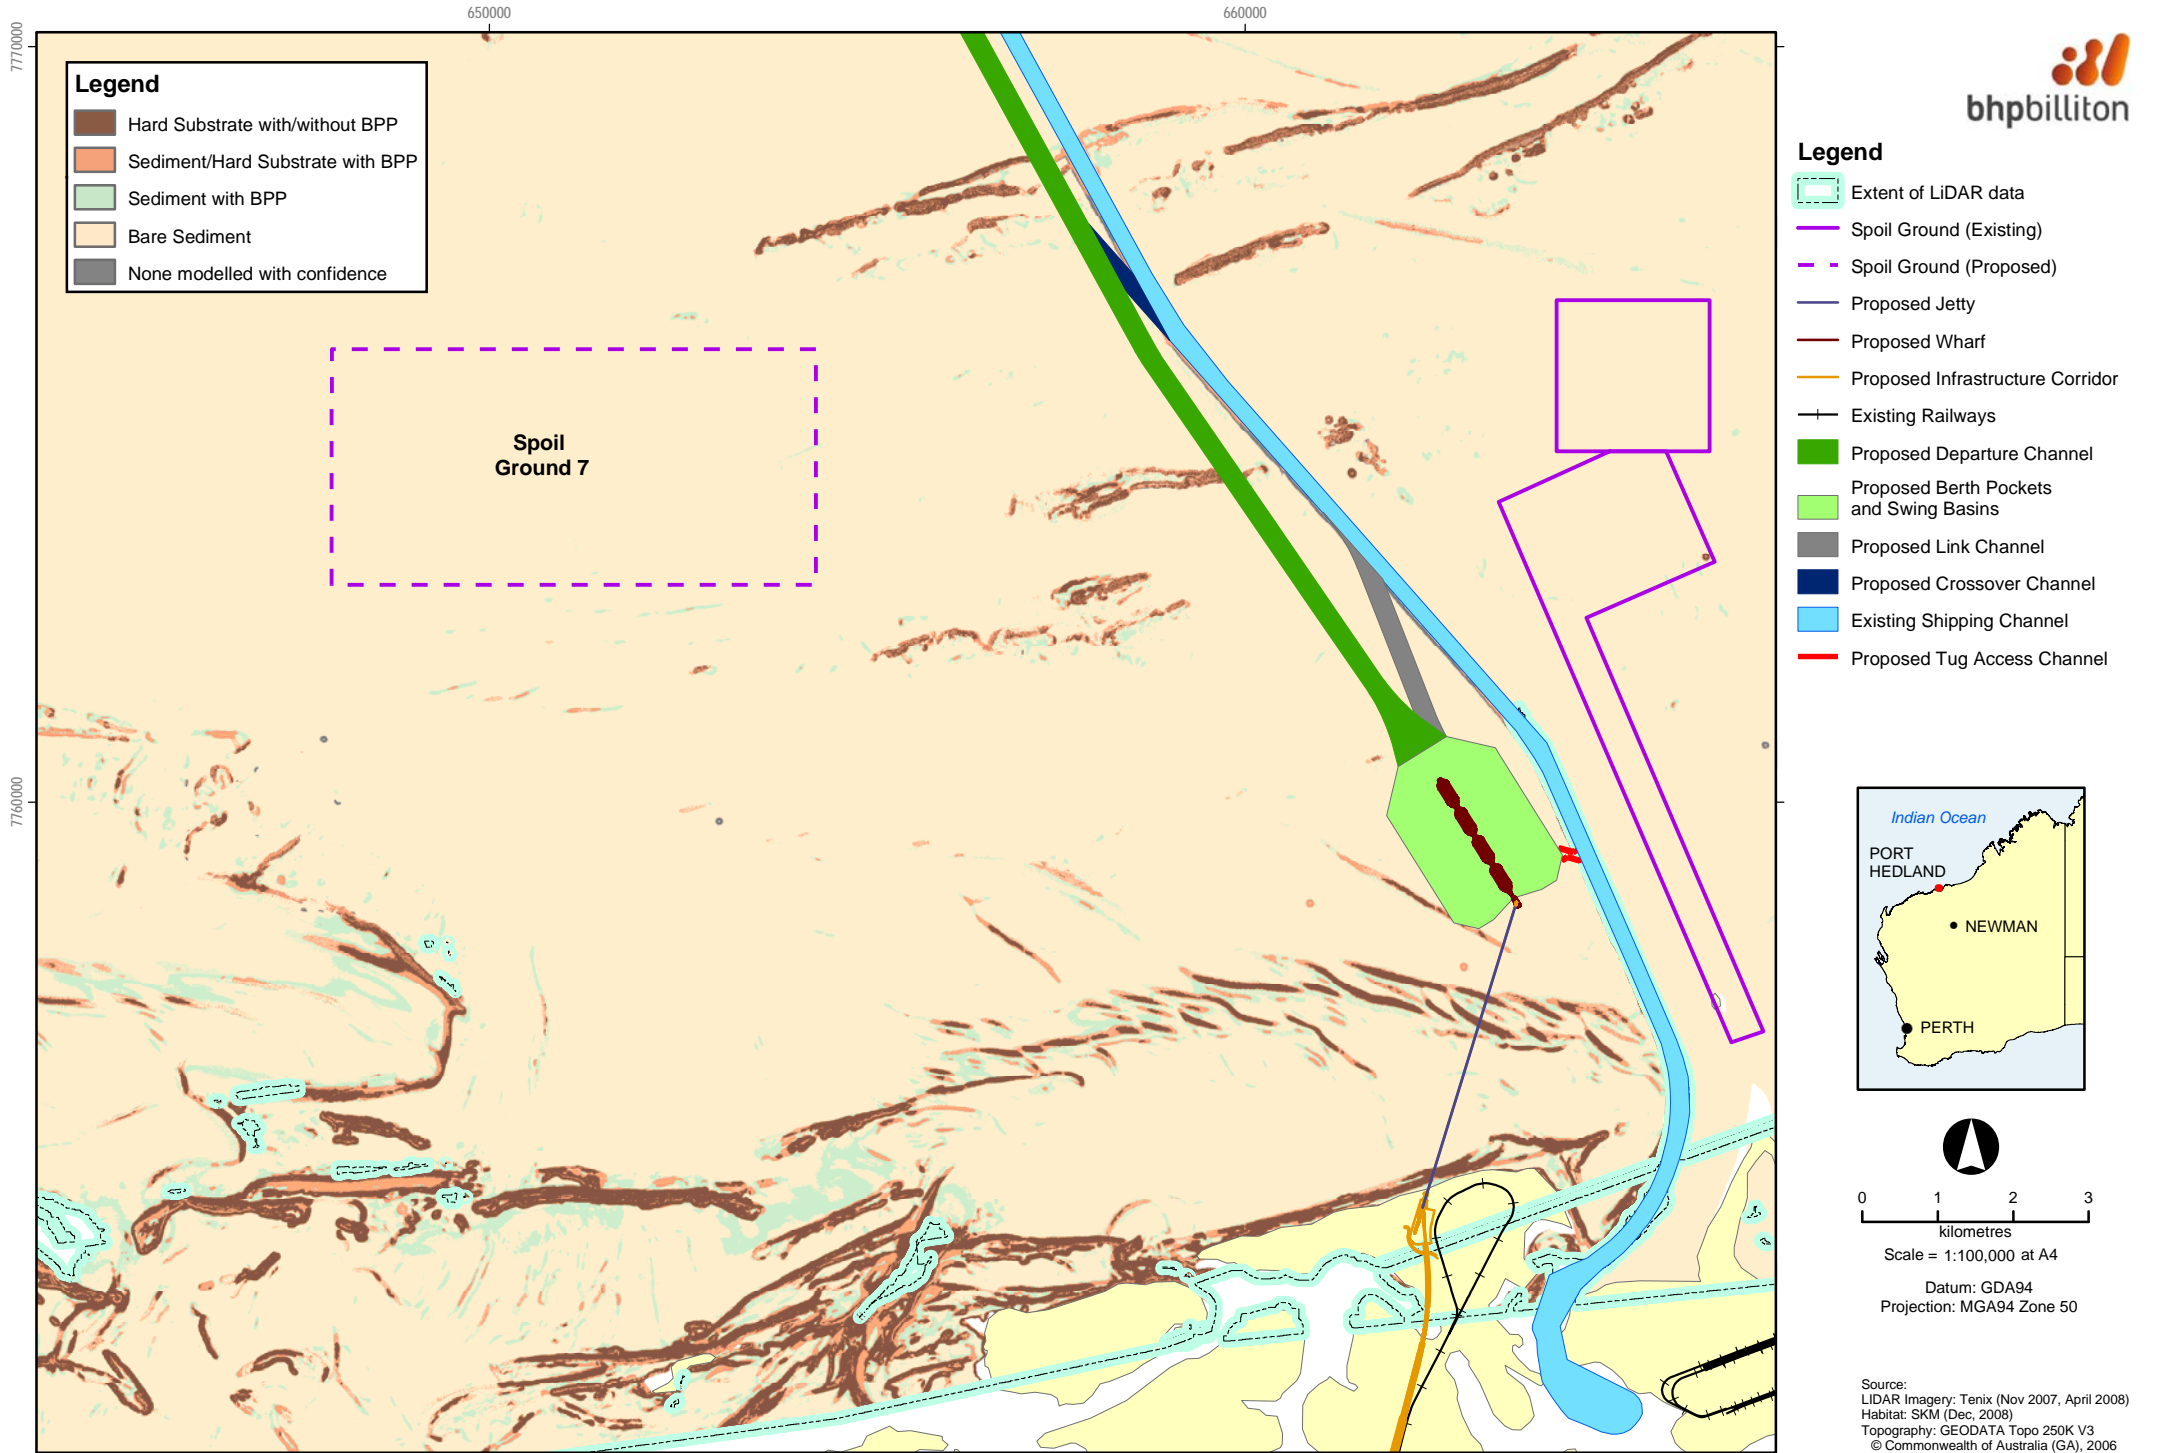 650000
660000
7770000
7760000
Legend
Hard Substrate with/without BPP
Sediment/Hard Substrate with BPP
Sediment with BPP
Bare Sediment
None modelled with confidence
Spoil
Ground 7
bhpbilliton
Legend
Extent of LiDAR data
Spoil Ground (Existing)
Spoil Ground (Proposed)
Proposed Jetty
Proposed Wharf
Proposed Infrastructure Corridor
Existing Railways
Proposed Departure Channel
Proposed Berth Pockets
and Swing Basins
Proposed Link Channel
Proposed Crossover Channel
Existing Shipping Channel
Proposed Tug Access Channel
Indian Ocean
PORT
HEDLAND
NEWMAN
PERTH
0 1 2 3
kilometres
Scale = 1:100,000 at A4
Datum: GDA94
Projection: MGA94 Zone 50
Source:
LIDAR Imagery: Tenix (Nov 2007, April 2008)
Habitat: SKM (Dec, 2008)
Topography: GEODATA Topo 250K V3
© Commonwealth of Australia (GA), 2006